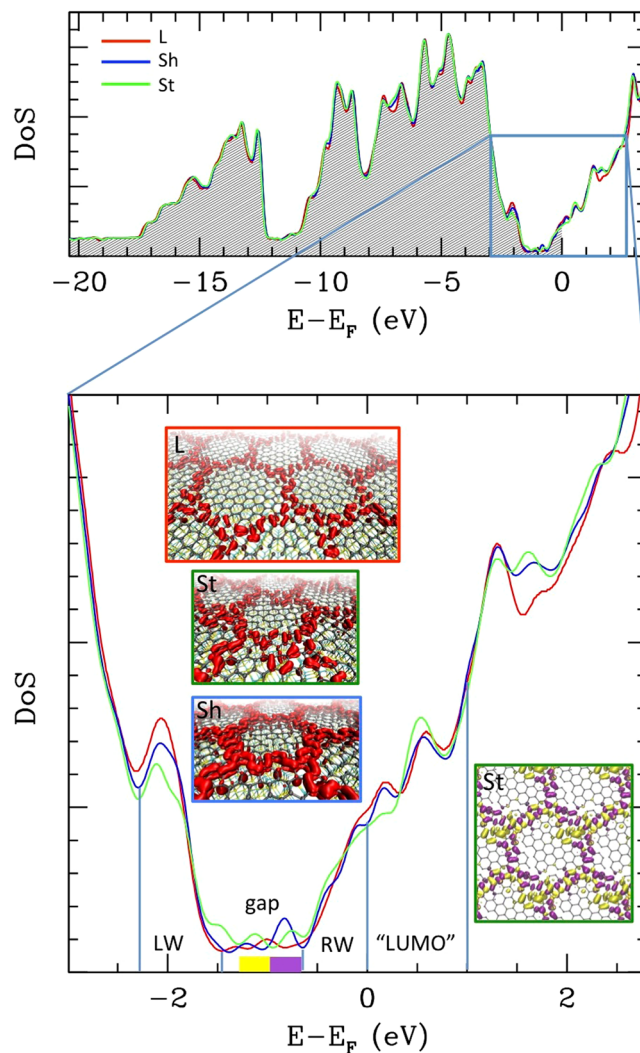 L
Sh
St
DoS
−20 −15 −10 −5 0
E−E_F (eV)
L
St
Sh
DoS
St
gap
LW RW “LUMO”
−2 0 2
E−E_F (eV)